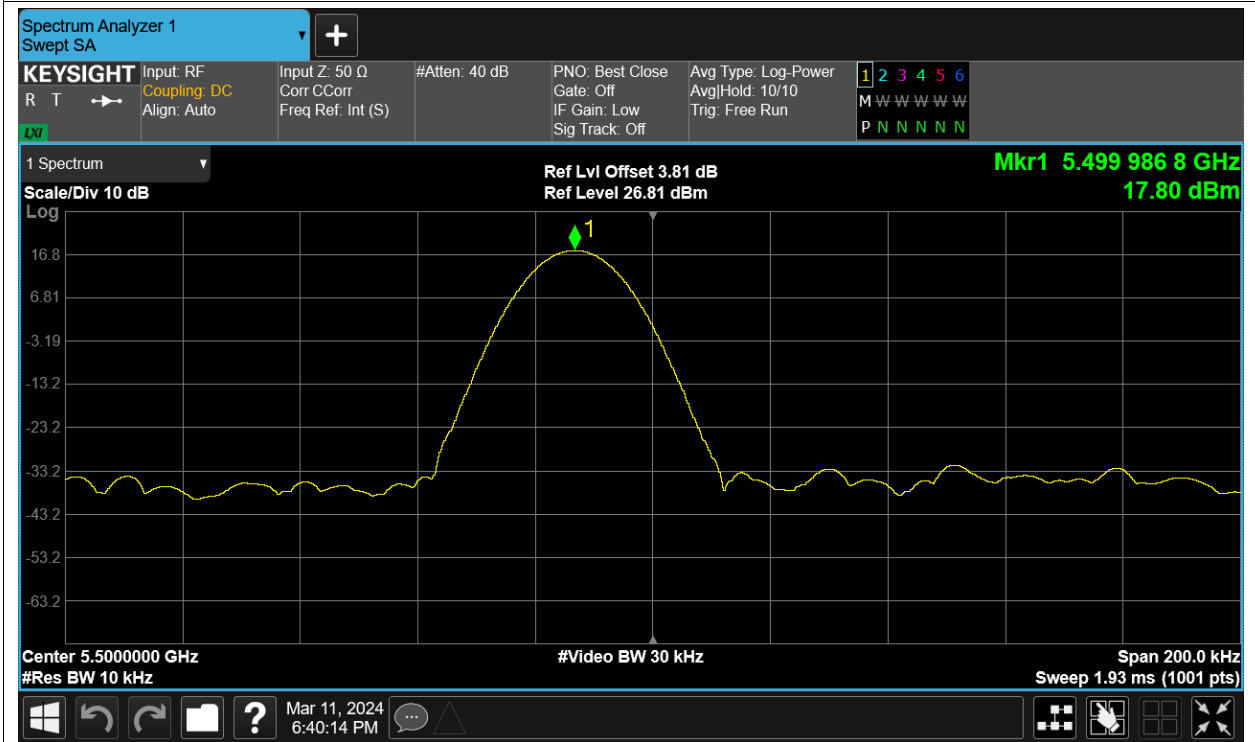 Spectrum Analyzer 1
Swept SA
KEYSIGHT
R T
LXI
Input: RF
Coupling: DC
Align: Auto
Input Z: 50 Ω
Corr CCorr
Freq Ref: Int (S)
#Atten: 40 dB
PNO: Best Close
Gate: Off
IF Gain: Low
Sig Track: Off
Avg Type: Log-Power
Avg|Hold: 10/10
Trig: Free Run
1 2 3 4 5 6
M W W W W W
P N N N N N
1 Spectrum
Scale/Div 10 dB
Log
Ref Lvl Offset 3.81 dB
Ref Level 26.81 dBm
Mkr1 5.499 986 8 GHz
17.80 dBm
1
16.8
6.81
-3.19
-13.2
-23.2
-33.2
-43.2
-53.2
-63.2
Center 5.5000000 GHz
#Res BW 10 kHz
#Video BW 30 kHz
Span 200.0 kHz
Sweep 1.93 ms (1001 pts)
?
Mar 11, 2024
6:40:14 PM